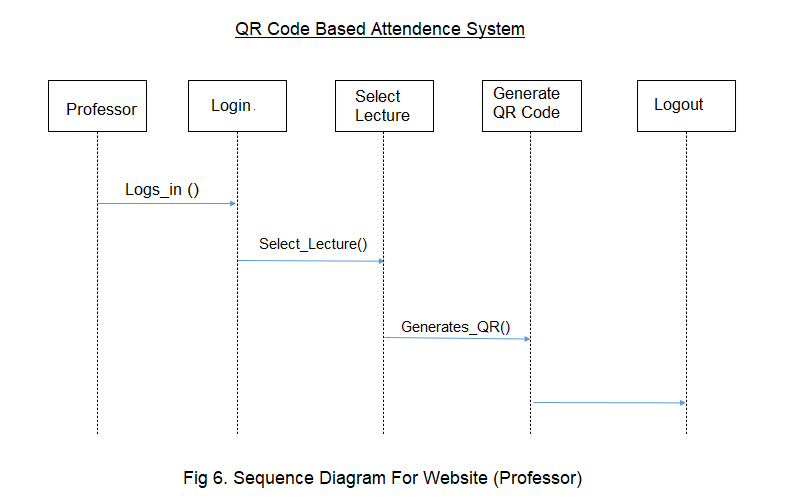 QR Code Based Attendence System
Professor
Login
Select
Lecture
Generate
QR Code
Logout
Logs_in ()
Select_Lecture()
Generates_QR()
Fig 6. Sequence Diagram For Website (Professor)